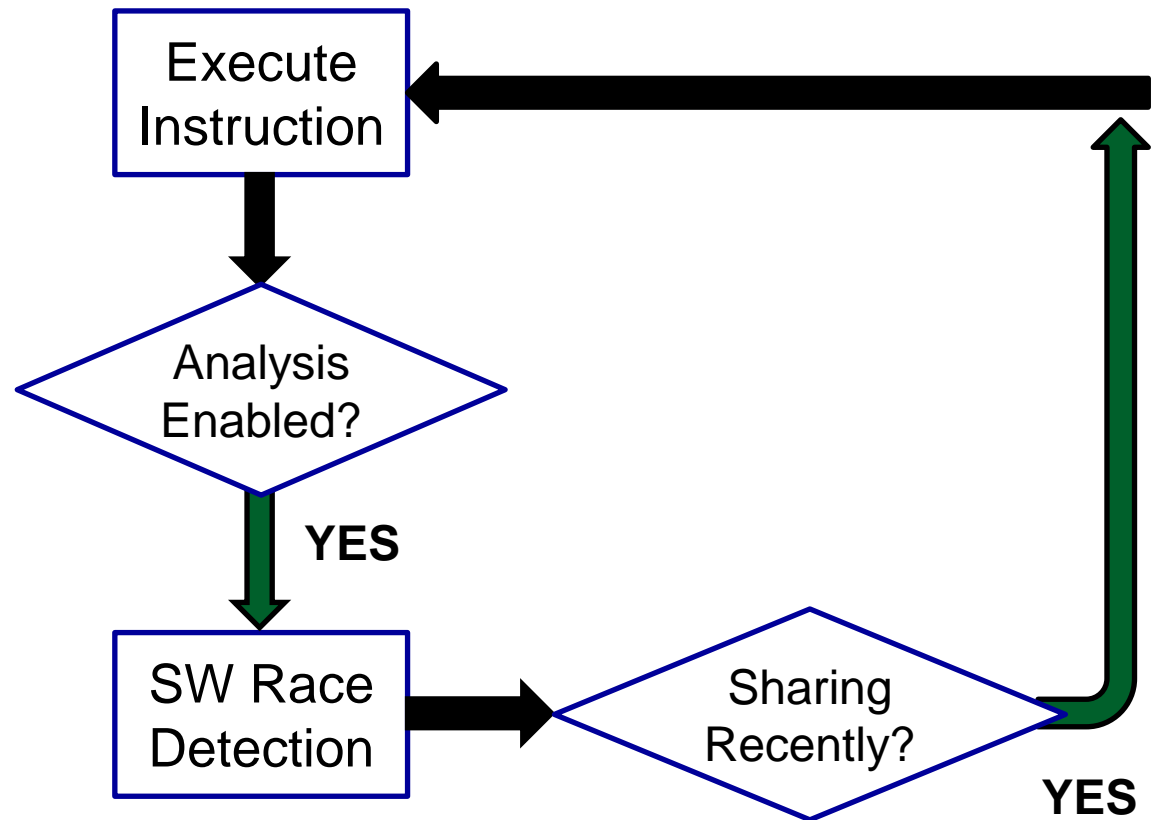 Execute
Instruction
Analysis
Enabled?
YES
SW Race
Detection
Sharing
Recently?
YES